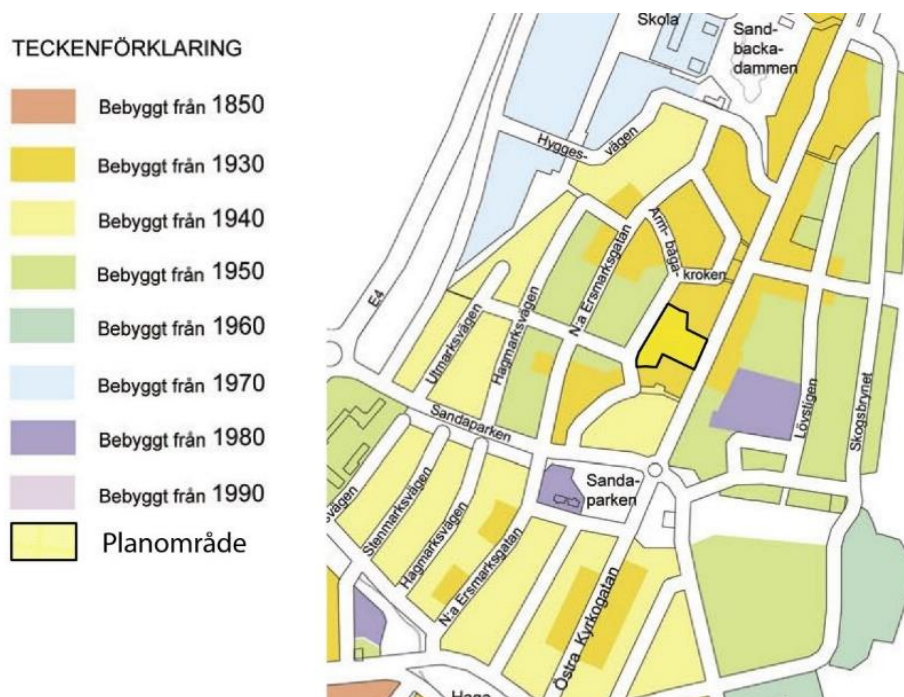 TECKENFÖRKLARING
Bebyggt från 1850
Bebyggt från 1930
Bebyggt från 1940
Bebyggt från 1950
Bebyggt från 1960
Bebyggt från 1970
Bebyggt från 1980
Bebyggt från 1990
Planområde
Skola
Sand-
backa-
dammen
Hygges-
vägen
Arm-
båga-
kroken
N:a Ersmarksgatan
E4
Utmarksvägen
Hagmarksvägen
Sandaparken
Lövstigen
Skogsbrynet
Sanda-
parken
svägen
Stenmarksvägen
Hagmarksvägen
N:a Ersmarksgatan
Östra Kyrkogatan